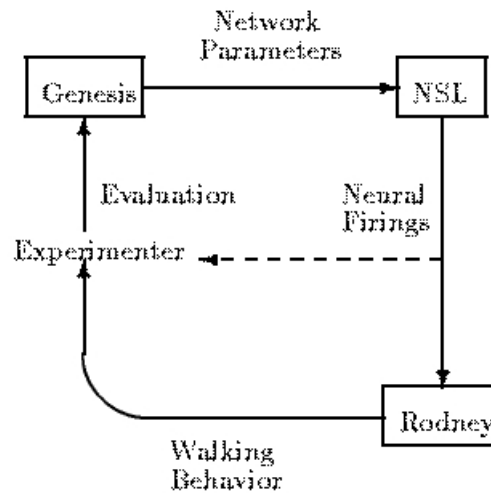 Network
Parameters
Genesis
NSL
Evaluation
Neural
Firings
Experimenter
Rodney
Walking
Behavior